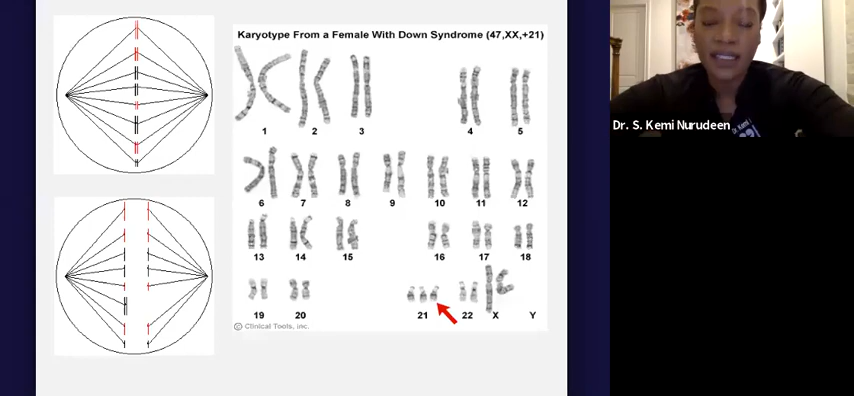 Karyotype From a Female With Down Syndrome (47,XX,+21)
1 2 3 4 5
6 7 8 9 10 11 12
13 14 15 16 17 18
19 20 21 22 X Y
© Clinical Tools, inc.
Dr. S. Kemi Nurudeen